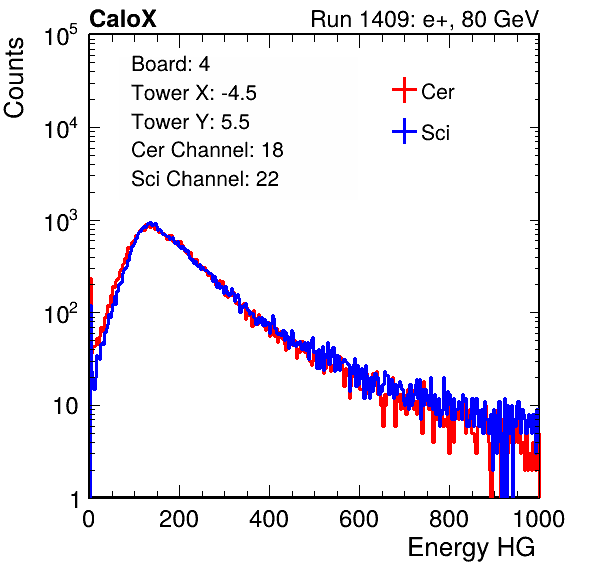 CaloX Run 1409: e+, 80 GeV
Counts
10^5
10^4
10^3
10^2
10
1
Board: 4
Tower X: -4.5
Tower Y: 5.5
Cer Channel: 18
Sci Channel: 22
Cer
Sci
0 200 400 600 800 1000
Energy HG